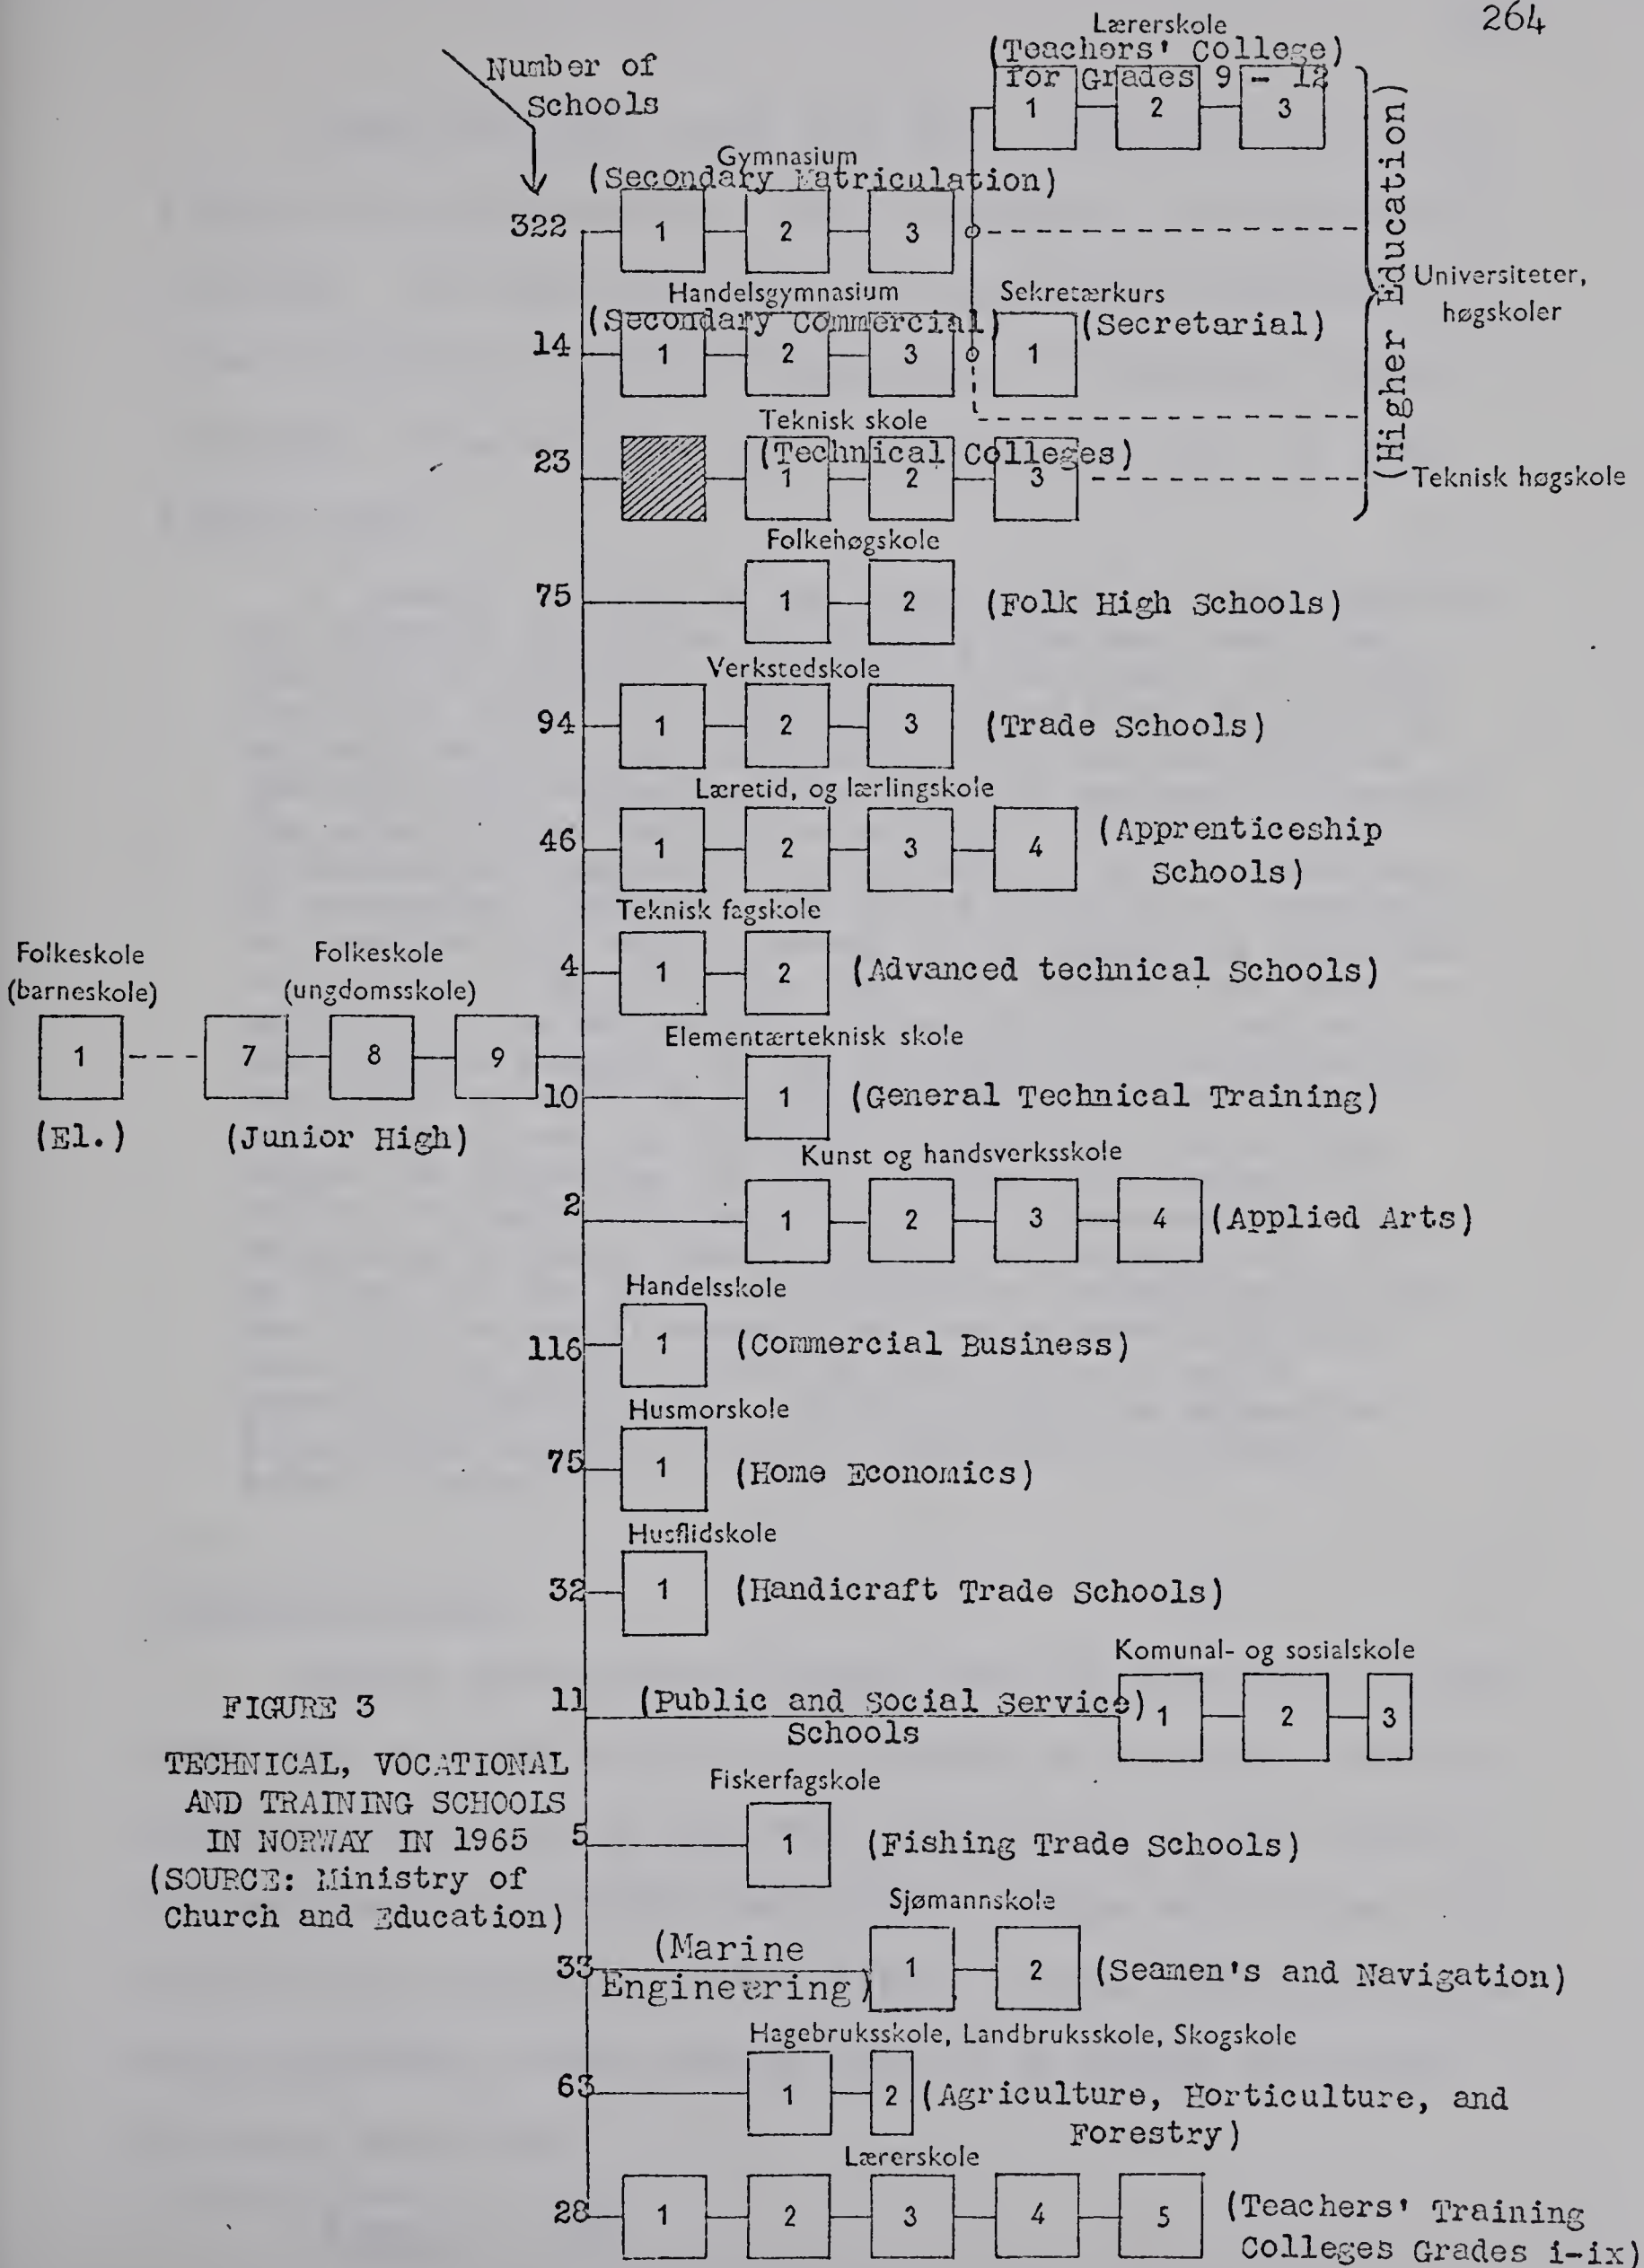 264
Number of
Schools
Lærerskole
(Teachers' College)
for Grades 9 - 12
1 2 3
Gymnasium
(Secondary Matriculation)
322 1 2 3
(Higher Education)
Universiteter,
høgskoler
Handelsgymnasium
(Secondary Commercial)
14 1 2 3
Sekretærkurs
(Secretarial)
1
Teknisk skole
(Technical Colleges)
23 1 2 3
Teknisk høgskole
Folkehøgskole
75 1 2 (Folk High Schools)
Verkstedskole
94 1 2 3 (Trade Schools)
Læretid, og lærlingskole
46 1 2 3 4 (Apprenticeship
Schools)
Teknisk fagskole
4 1 2 (Advanced technical Schools)
Folkeskole
(barneskole)
1
(El.)
Folkeskole
(ungdomsskole)
7 8 9
(Junior High)
Elementærteknisk skole
10 1 (General Technical Training)
Kunst og handsverksskole
2 1 2 3 4 (Applied Arts)
Handelsskole
116 1 (Commercial Business)
Husmorskole
75 1 (Home Economics)
Husflidskole
32 1 (Handicraft Trade Schools)
Komunal- og sosialskole
11 (Public and Social Service) 1 2 3
Schools
FIGURE 3
TECHNICAL, VOCATIONAL
AND TRAINING SCHOOLS
IN NORWAY IN 1965
(SOURCE: Ministry of
Church and Education)
Fiskerfagskole
5 1 (Fishing Trade Schools)
Sjømannskole
33 (Marine
Engineering) 1 2 (Seamen's and Navigation)
Hagebruksskole, Landbruksskole, Skogskole
63 1 2 (Agriculture, Horticulture, and
Forestry)
Lærerskole
28 1 2 3 4 5 (Teachers' Training
Colleges Grades i-ix)